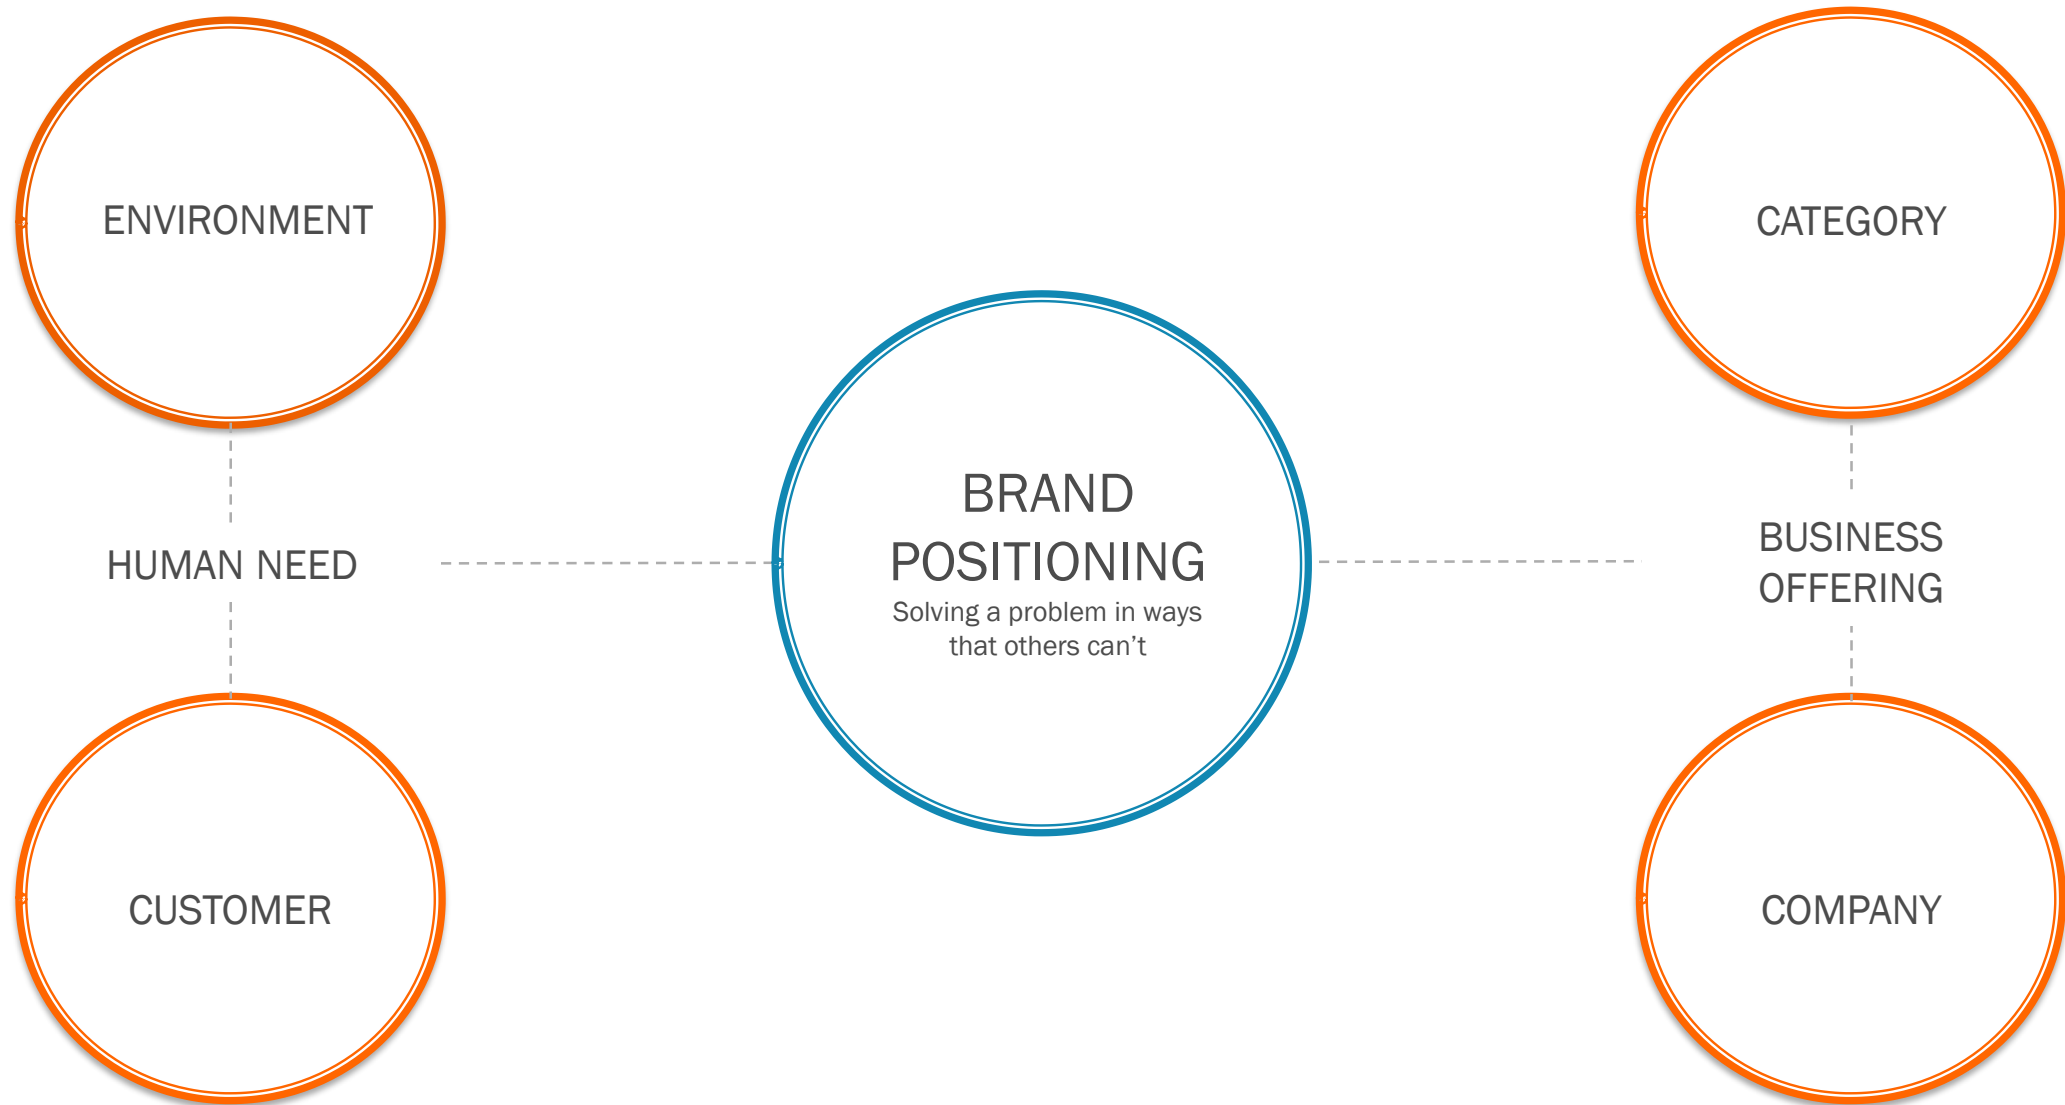 ENVIRONMENT
CATEGORY
BRAND
POSITIONING
Solving a problem in ways
that others can’t
HUMAN NEED
BUSINESS
OFFERING
CUSTOMER
COMPANY